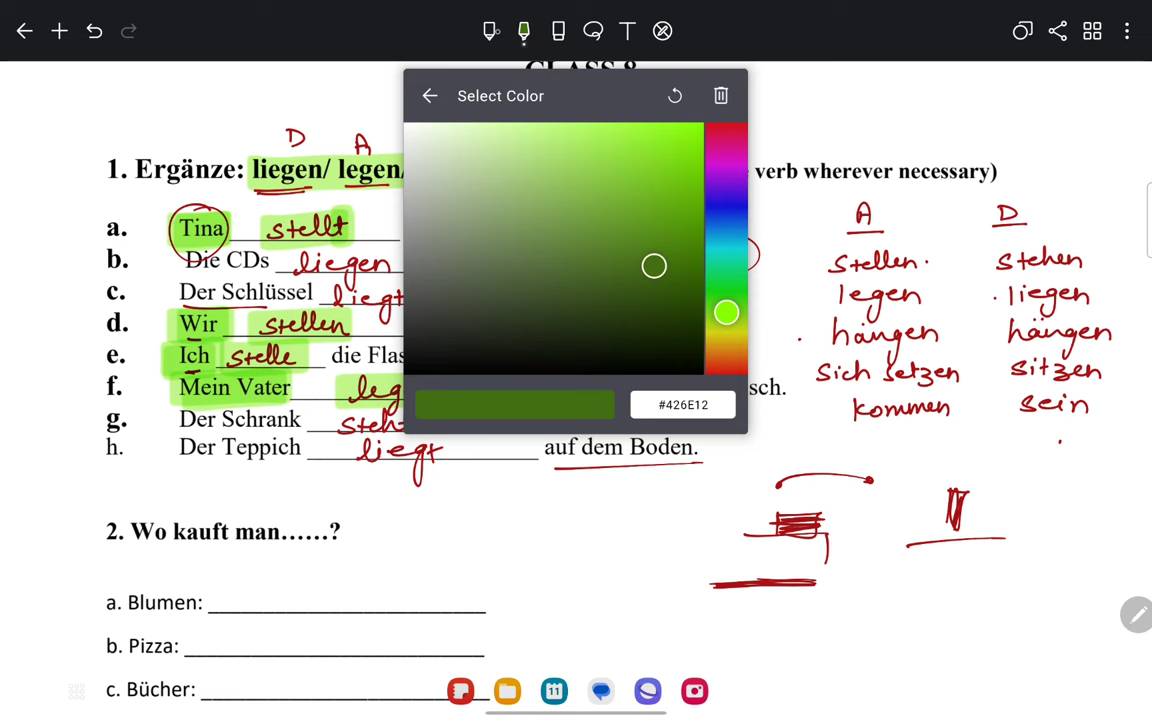 Select Color
D A
1. Ergänze: liegen/ legen/ verb wherever necessary)
a. Tina stellt
b. Die CDs liegen
c. Der Schlüssel liegt
d. Wir stellen
e. Ich stelle die Flas
f. Mein Vater leg sch.
g. Der Schrank steh
h. Der Teppich liegt auf dem Boden.
#426E12
A D
stellen. stehen
legen liegen
hängen hängen
sich setzen sitzen
kommen sein
2. Wo kauft man……?
a. Blumen:
b. Pizza:
c. Bücher:
11